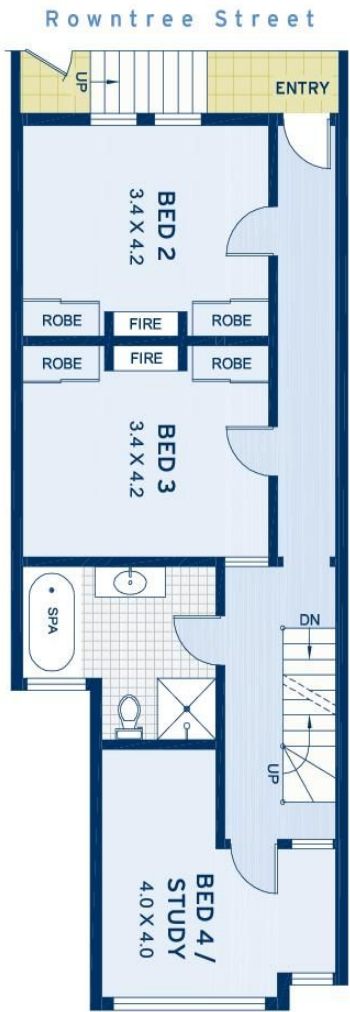 Rowntree Street
UP
ENTRY
BED 2
3.4 X 4.2
ROBE
FIRE
ROBE
ROBE
FIRE
ROBE
BED 3
3.4 X 4.2
SPA
DN
UP
BED 4 /
STUDY
4.0 X 4.0